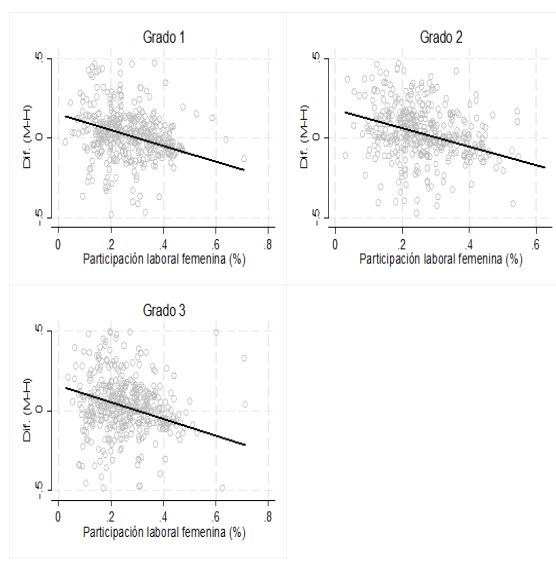 Grado 1
Dif. (M-H)
.5
0
-.5
0 .2 .4 .6 .8
Participación laboral femenina (%)
Grado 2
Dif. (M-H)
.5
0
-.5
0 .2 .4 .6
Participación laboral femenina (%)
Grado 3
Dif. (M-H)
.5
0
-.5
0 .2 .4 .6 .8
Participación laboral femenina (%)